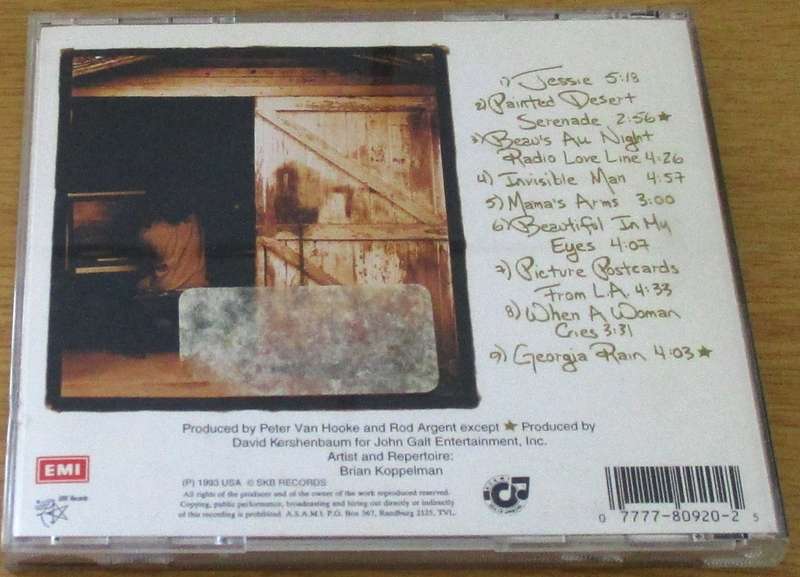 1) Jessie 5:18
2) Painted Desert
Serenade 2:56★
3) Beau's All Night
Radio Love Line 4:26
4) Invisible Man 4:57
5) Mama's Arms 3:00
6) Beautiful In My
Eyes 4:07
7) Picture Postcards
From L.A. 4:33
8) When A Woman
Cries 3:31
9) Georgia Rain 4:03★
Produced by Peter Van Hooke and Rod Argent except ★ Produced by
David Kershenbaum for John Galt Entertainment, Inc.
Artist and Repertoire:
Brian Koppelman
EMI
SBK Records
(P) 1993 USA © SKB RECORDS
All rights of the producer and of the owner of the work reproduced reserved.
Copying, public performance, broadcasting and hiring out directly or indirectly
of this recording is prohibited. A.S.A.M.I. P.O. Box 367, Randburg 2125, TVL.
0 7777-80920-2 5